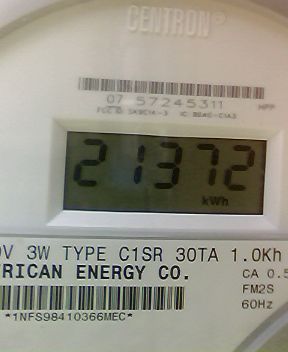 CENTRON®
07 57245311
21372
kWh
V 3W TYPE C1SR 30TA 1.0Kh
RICAN ENERGY CO.
CA 0.5
FM2S
60Hz
*1NFS98410366MEC*